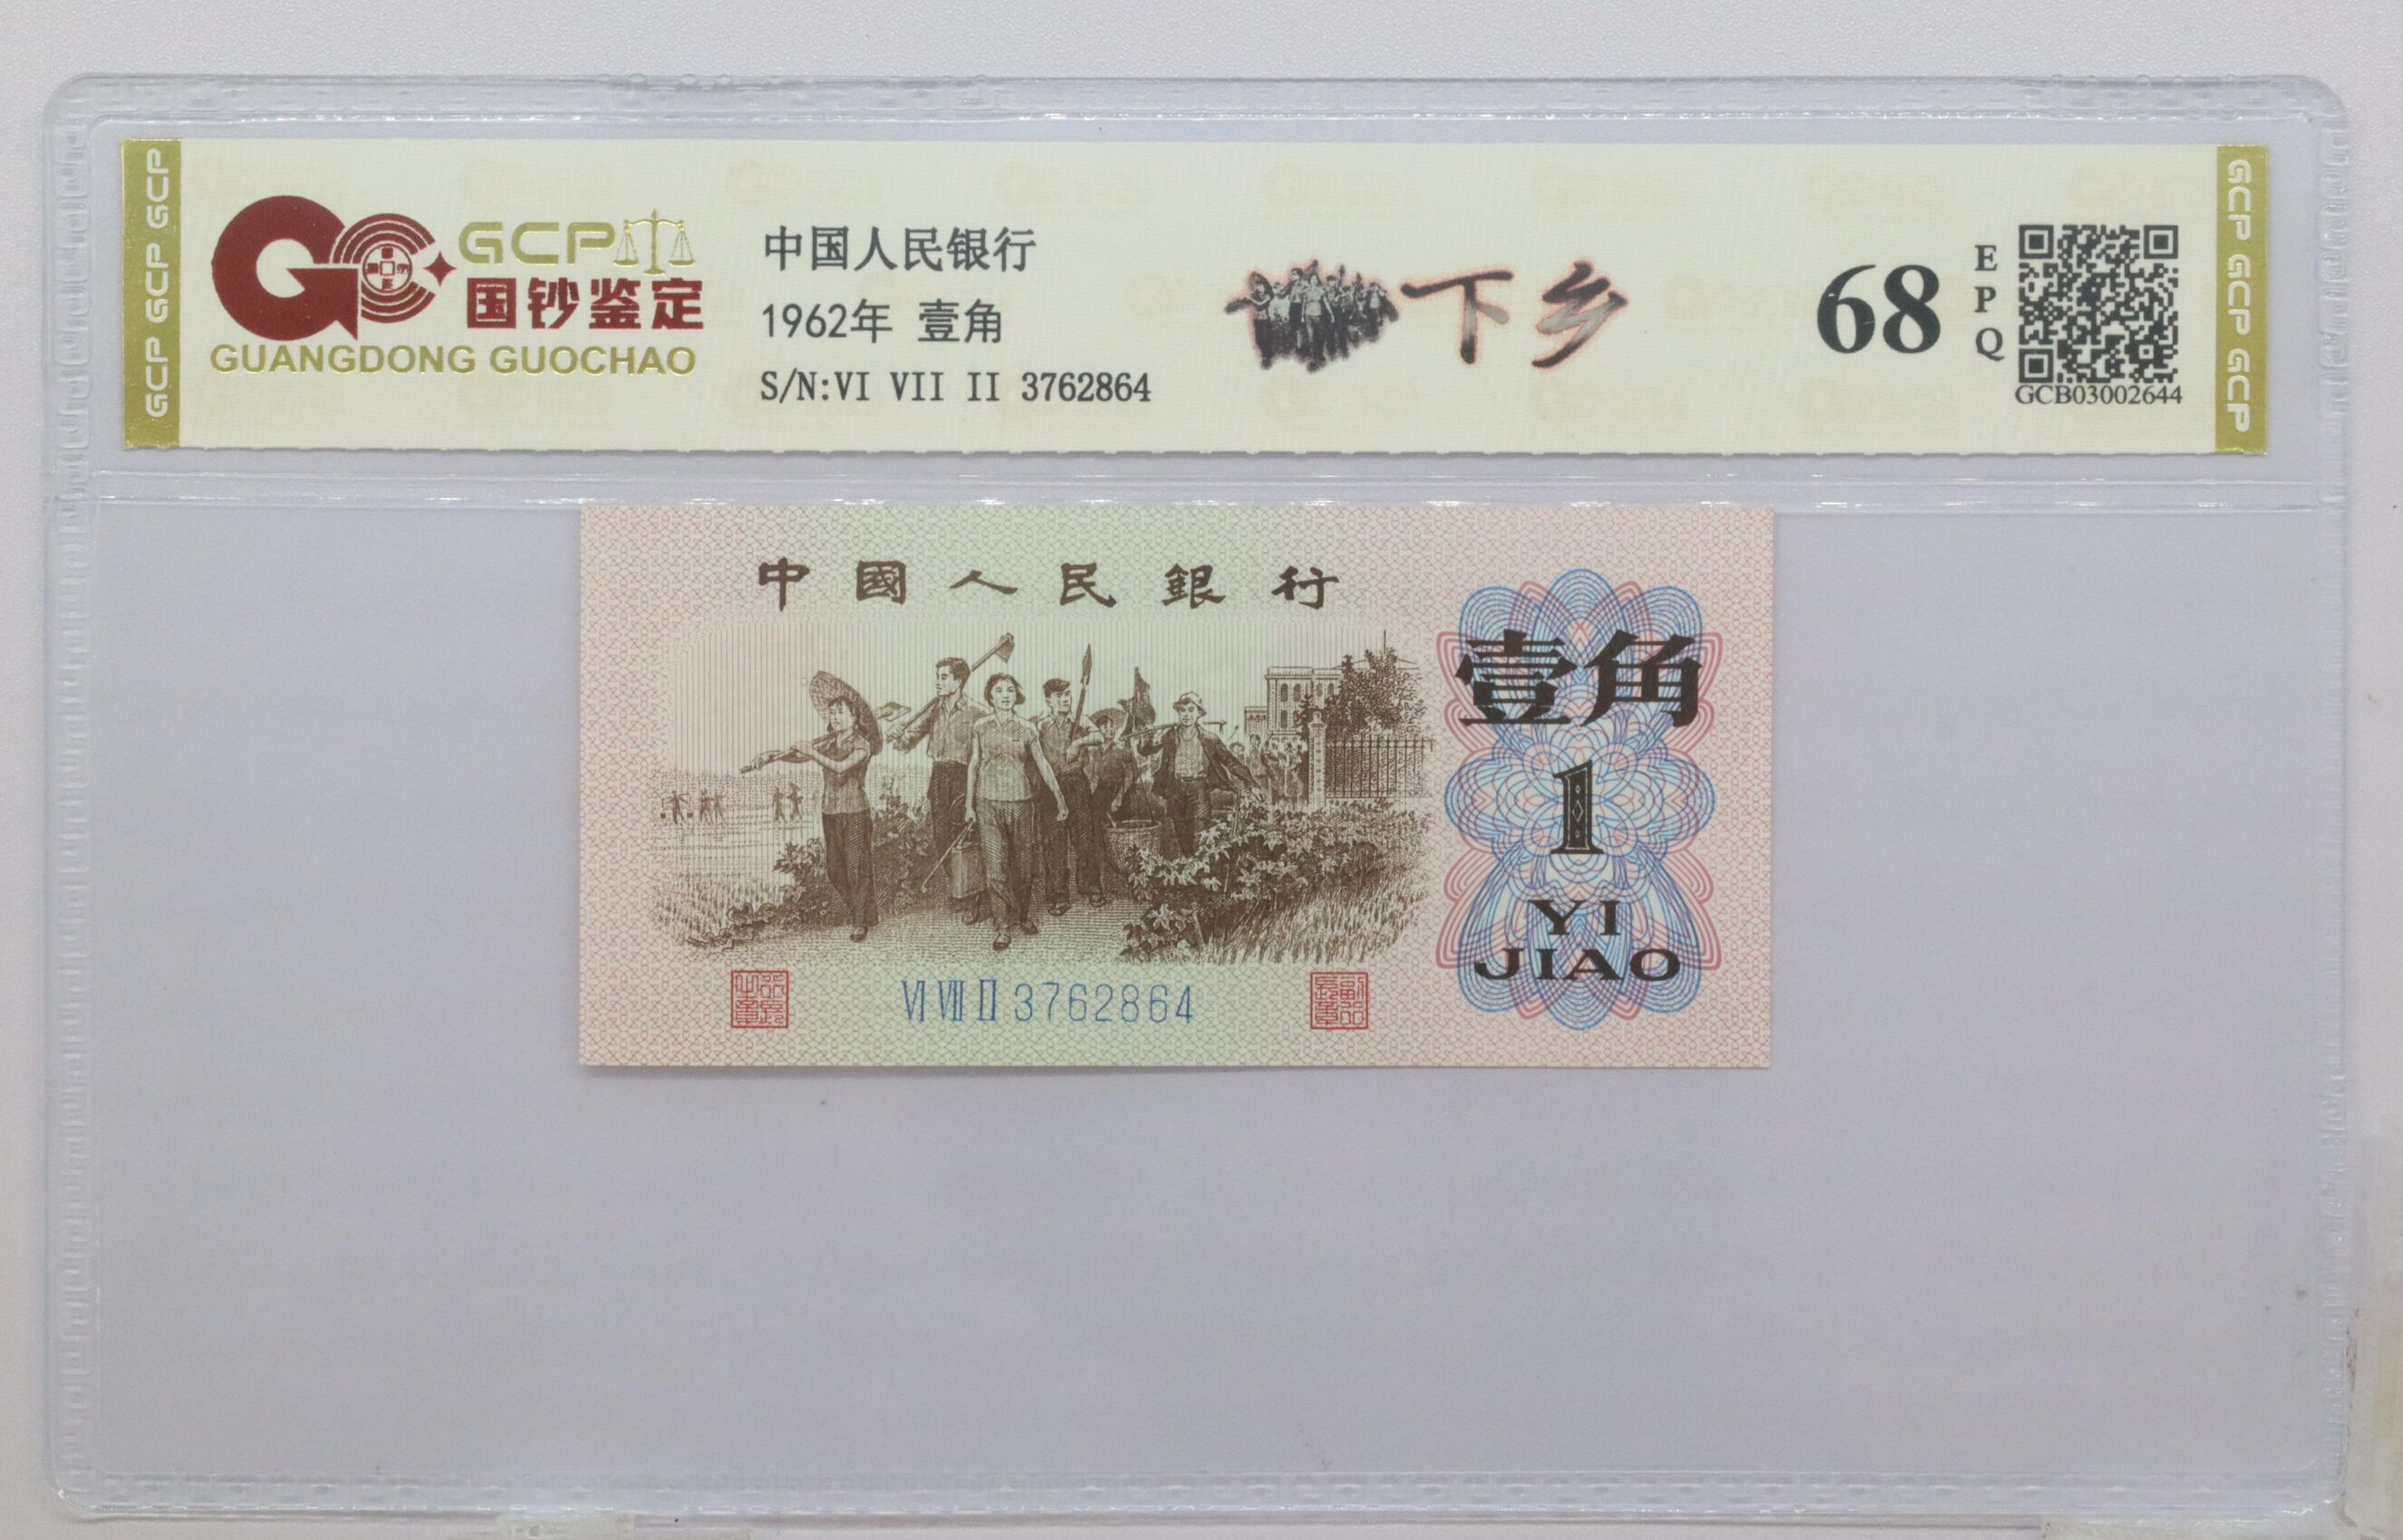 GCP GCP GCP
GCP
国钞鉴定
GUANGDONG GUOCHAO
中国人民银行
1962年 壹角
S/N:VI VII II 3762864
下乡
68
EPQ
GCB03002644
GCP GCP GCP
中國人民銀行
壹角
1
YI
JIAO
VI VII II 3762864